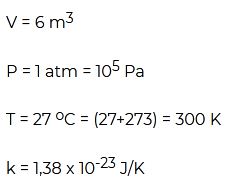 V = 6 m³
P = 1 atm = 10⁵ Pa
T = 27 ºC = (27+273) = 300 K
k = 1,38 x 10⁻²³ J/K